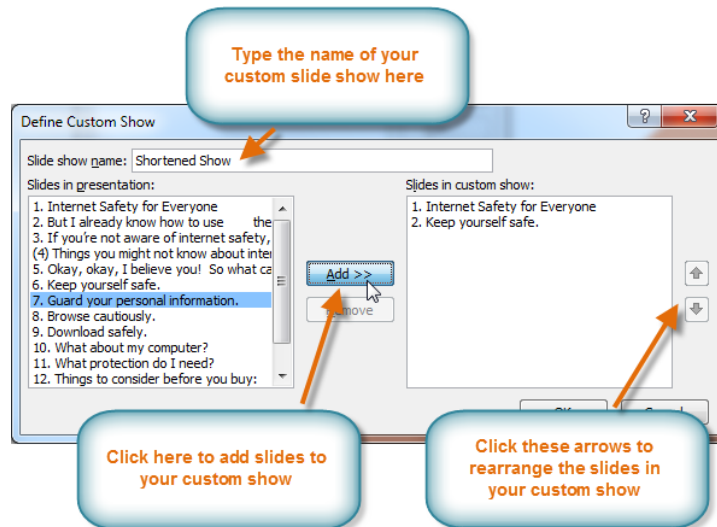 Type the name of your
custom slide show here
Define Custom Show
Slide show name: Shortened Show
Slides in presentation:
1. Internet Safety for Everyone
2. But I already know how to use the
3. If you're not aware of internet safety,
(4) Things you might not know about inter
5. Okay, okay, I believe you! So what ca
6. Keep yourself safe.
7. Guard your personal information.
8. Browse cautiously.
9. Download safely.
10. What about my computer?
11. What protection do I need?
12. Things to consider before you buy:
Add >>
Remove
Slides in custom show:
1. Internet Safety for Everyone
2. Keep yourself safe.
Click here to add slides to
your custom show
Click these arrows to
rearrange the slides in
your custom show